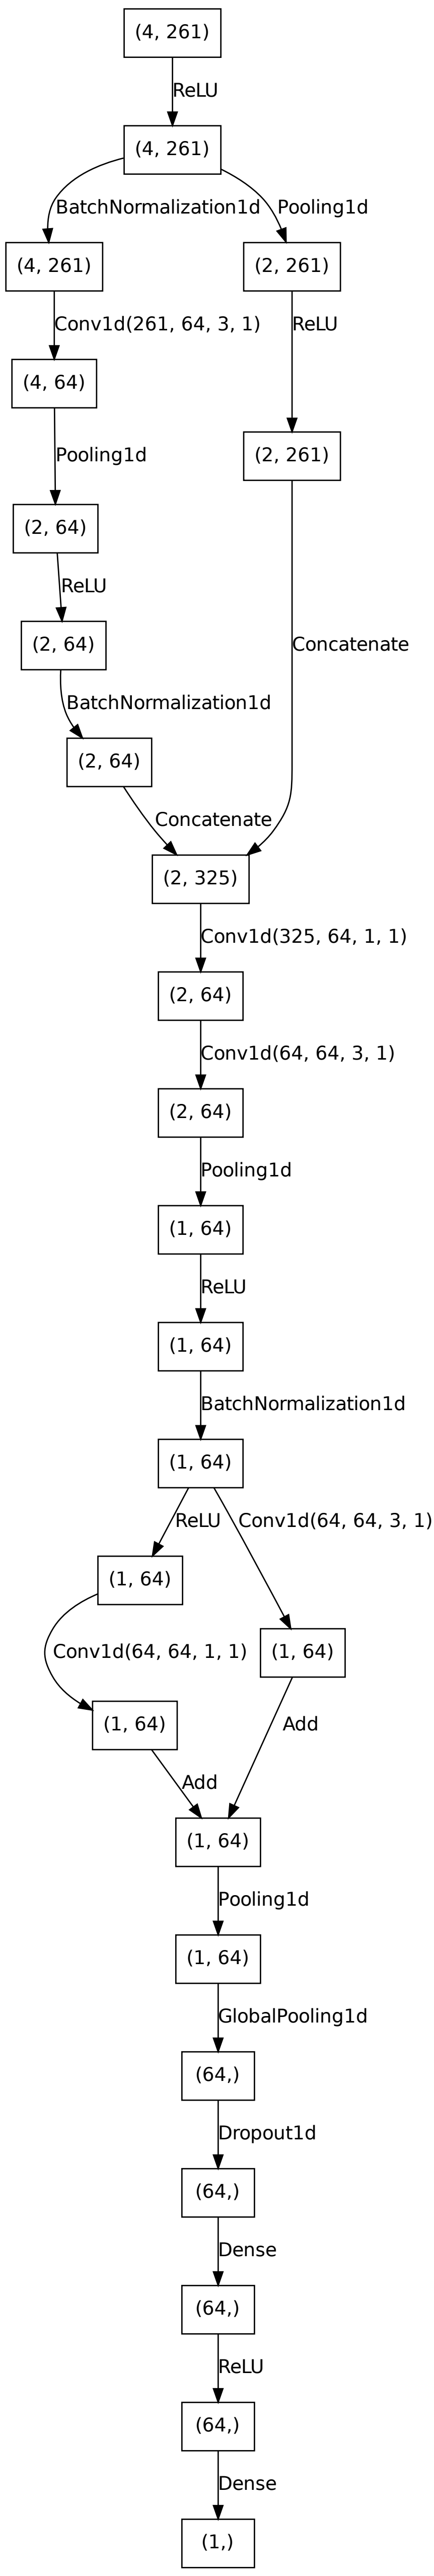 (4, 261)
ReLU
(4, 261)
BatchNormalization1d
Pooling1d
(4, 261)
(2, 261)
Conv1d(261, 64, 3, 1)
ReLU
(4, 64)
Pooling1d
(2, 261)
(2, 64)
ReLU
(2, 64)
Concatenate
BatchNormalization1d
(2, 64)
Concatenate
(2, 325)
Conv1d(325, 64, 1, 1)
(2, 64)
Conv1d(64, 64, 3, 1)
(2, 64)
Pooling1d
(1, 64)
ReLU
(1, 64)
BatchNormalization1d
(1, 64)
ReLU
Conv1d(64, 64, 3, 1)
(1, 64)
Conv1d(64, 64, 1, 1)
(1, 64)
(1, 64)
Add
Add
(1, 64)
Pooling1d
(1, 64)
GlobalPooling1d
(64,)
Dropout1d
(64,)
Dense
(64,)
ReLU
(64,)
Dense
(1,)